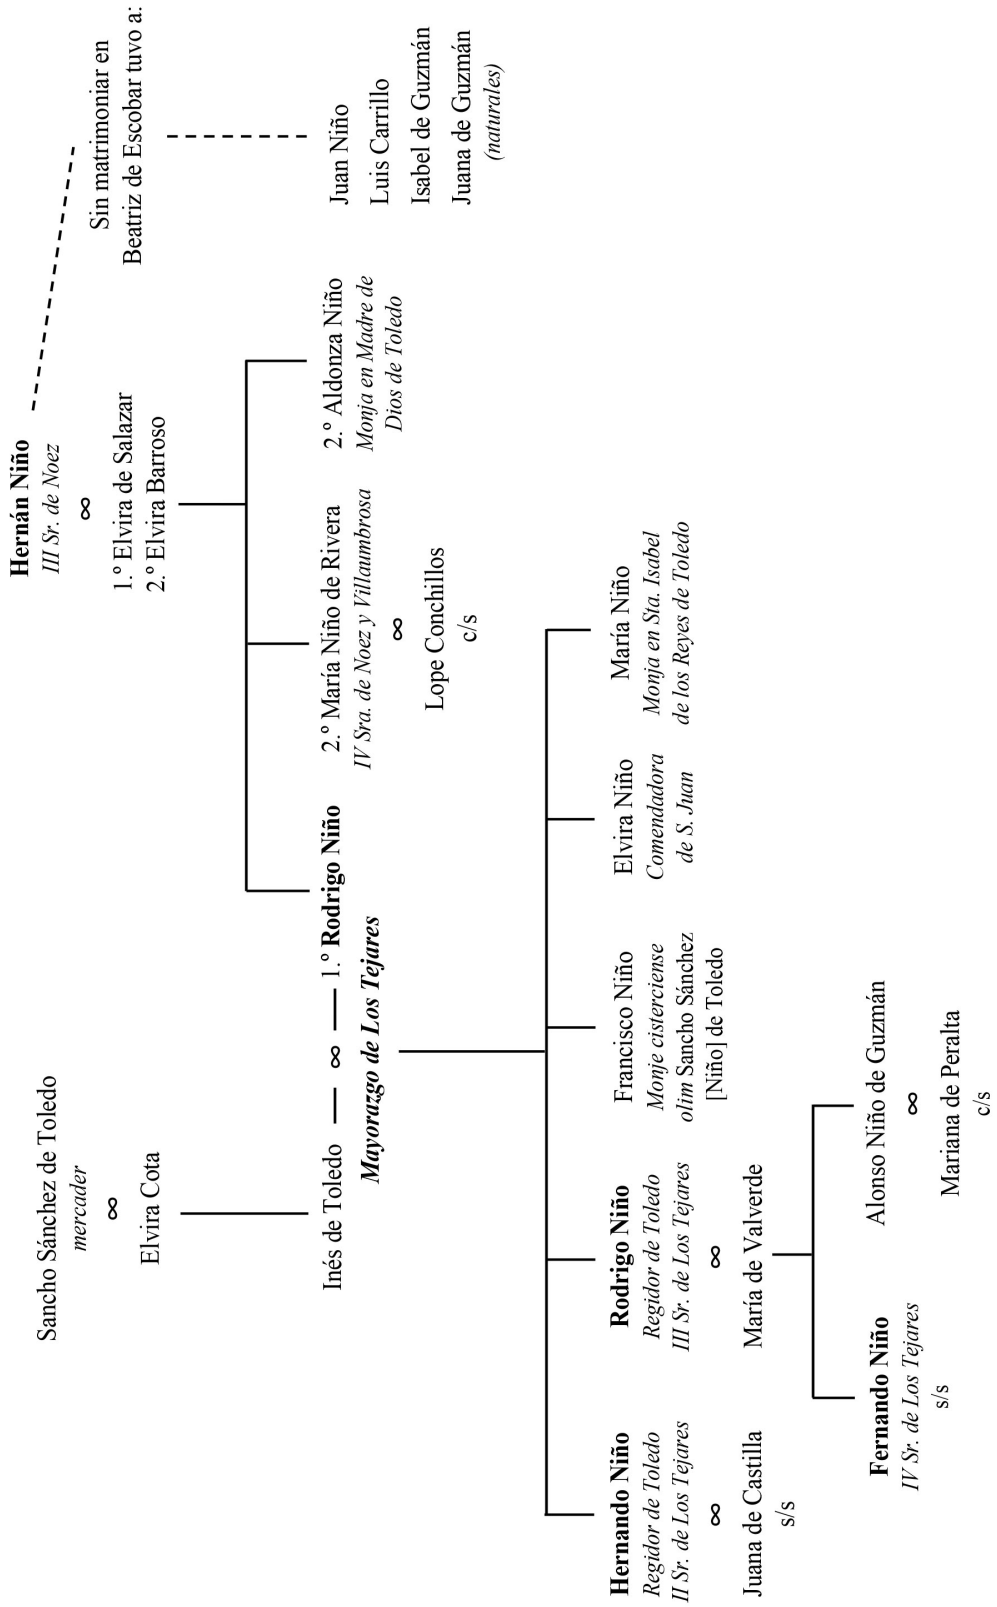 Hernán Niño
III Sr. de Noez
∞
1.º Elvira de Salazar
2.º Elvira Barroso
Sin matrimoniar en
Beatriz de Escobar tuvo a:
Juan Niño
Luis Carrillo
Isabel de Guzmán
Juana de Guzmán
(naturales)
Sancho Sánchez de Toledo
mercader
∞
Elvira Cota
Inés de Toledo — ∞ — 1.º Rodrigo Niño
Mayorazgo de Los Tejares
2.º María Niño de Rivera
IV Sra. de Noez y Villaumbrosa
∞
Lope Conchillos
c/s
2.º Aldonza Niño
Monja en Madre de
Dios de Toledo
Hernando Niño
Regidor de Toledo
II Sr. de Los Tejares
∞
Juana de Castilla
s/s
Rodrigo Niño
Regidor de Toledo
III Sr. de Los Tejares
∞
María de Valverde
Francisco Niño
Monje cisterciense
olim Sancho Sánchez
[Niño] de Toledo
Elvira Niño
Comendadora
de S. Juan
María Niño
Monja en Sta. Isabel
de los Reyes de Toledo
Fernando Niño
IV Sr. de Los Tejares
s/s
Alonso Niño de Guzmán
∞
Mariana de Peralta
c/s